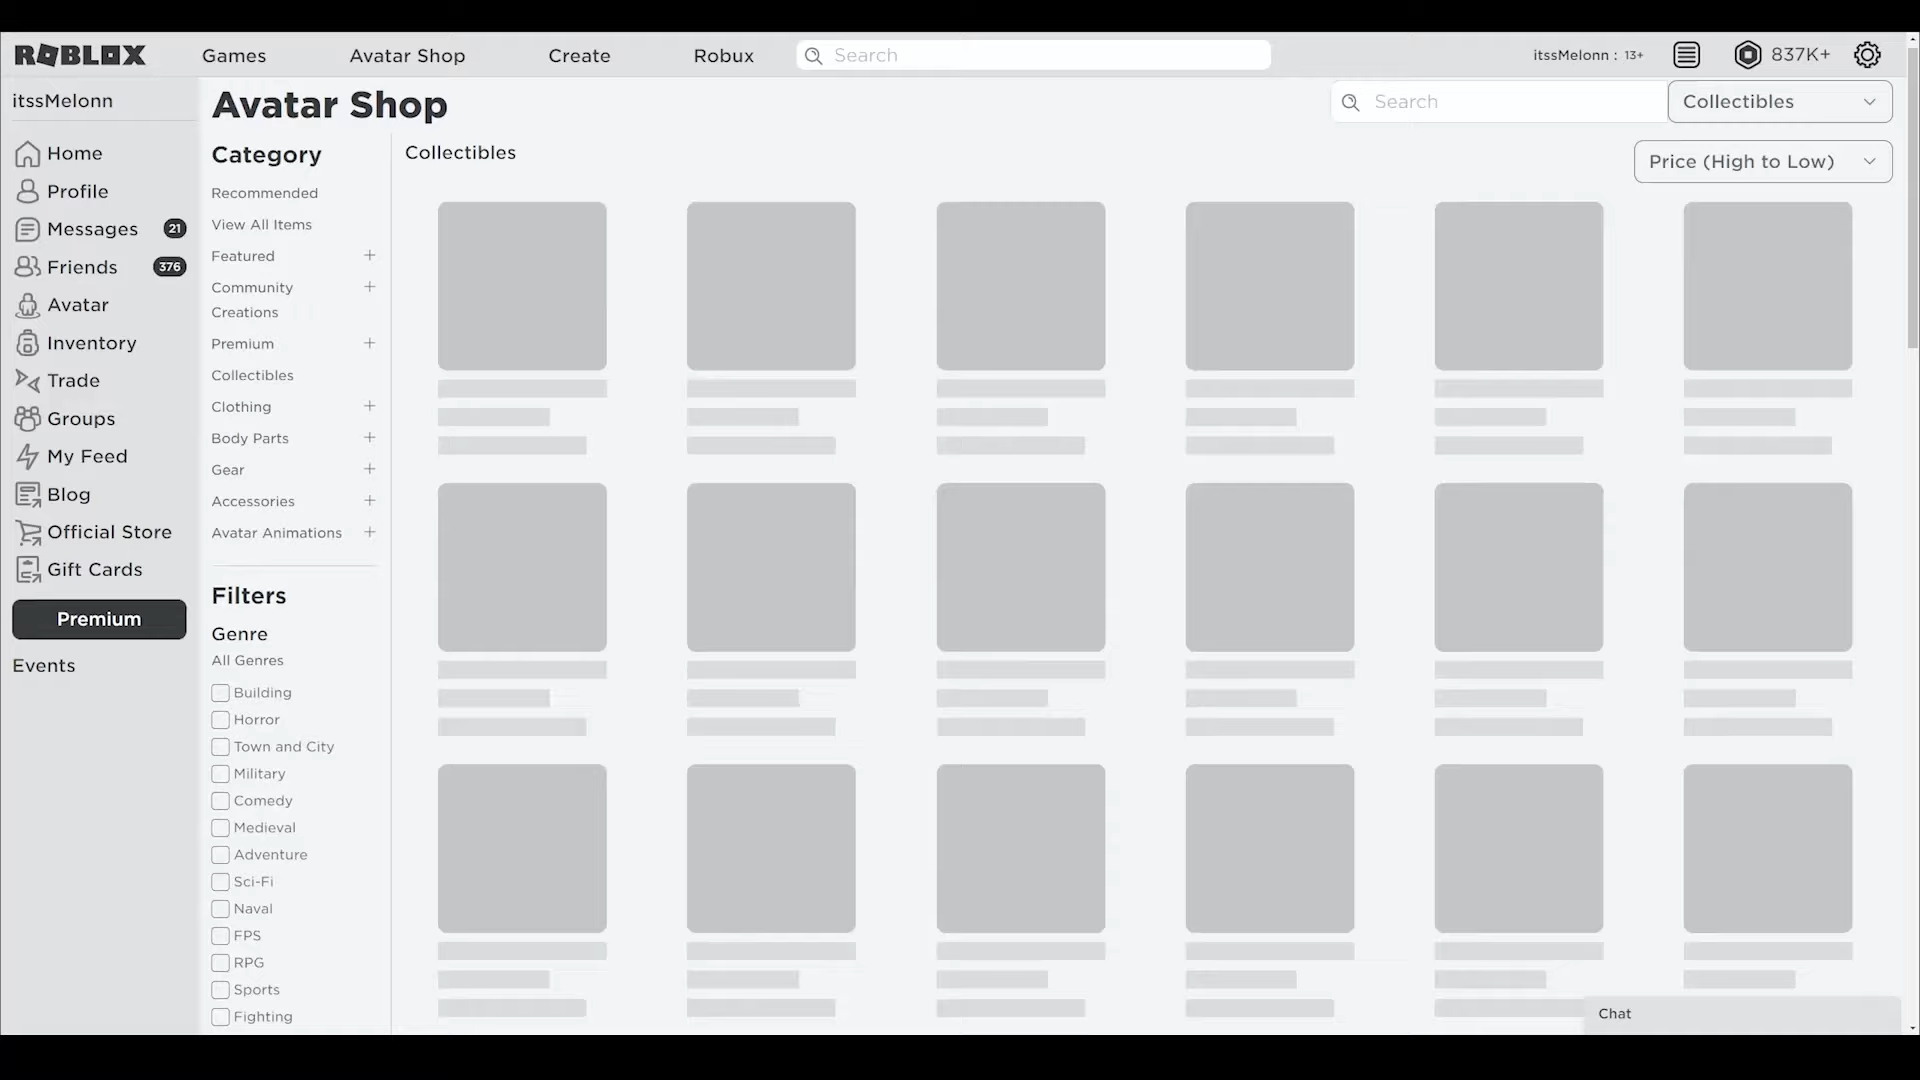 ROBLOX
Games
Avatar Shop
Create
Robux
Search
itssMelonn : 13+
837K+
itssMelonn
Home
Profile
Messages 21
Friends 376
Avatar
Inventory
Trade
Groups
My Feed
Blog
Official Store
Gift Cards
Premium
Events
Avatar Shop
Search
Collectibles
Category
Recommended
View All Items
Featured +
Community +
Creations
Premium +
Collectibles
Clothing +
Body Parts +
Gear +
Accessories +
Avatar Animations +
Filters
Genre
All Genres
Building
Horror
Town and City
Military
Comedy
Medieval
Adventure
Sci-Fi
Naval
FPS
RPG
Sports
Fighting
Collectibles
Price (High to Low)
Chat